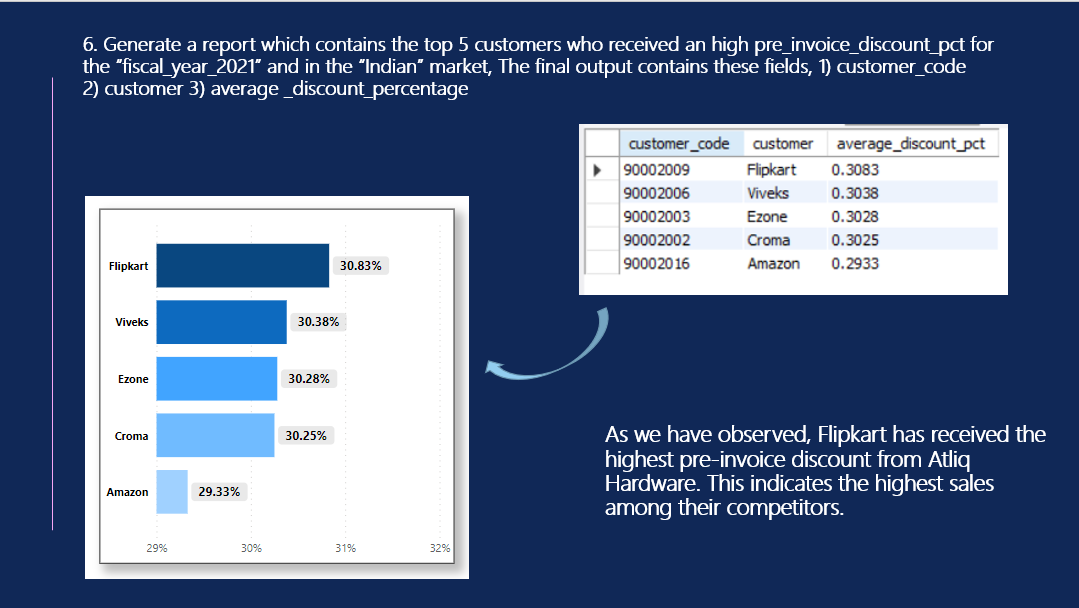 6. Generate a report which contains the top 5 customers who received an high pre_invoice_discount_pct for
the “fiscal_year_2021” and in the “Indian” market, The final output contains these fields, 1) customer_code
2) customer 3) average _discount_percentage
customer_code customer average_discount_pct
90002009 Flipkart 0.3083
90002006 Viveks 0.3038
90002003 Ezone 0.3028
90002002 Croma 0.3025
90002016 Amazon 0.2933
Flipkart 30.83%
Viveks 30.38%
Ezone 30.28%
Croma 30.25%
Amazon 29.33%
29% 30% 31% 32%
As we have observed, Flipkart has received the
highest pre-invoice discount from Atliq
Hardware. This indicates the highest sales
among their competitors.